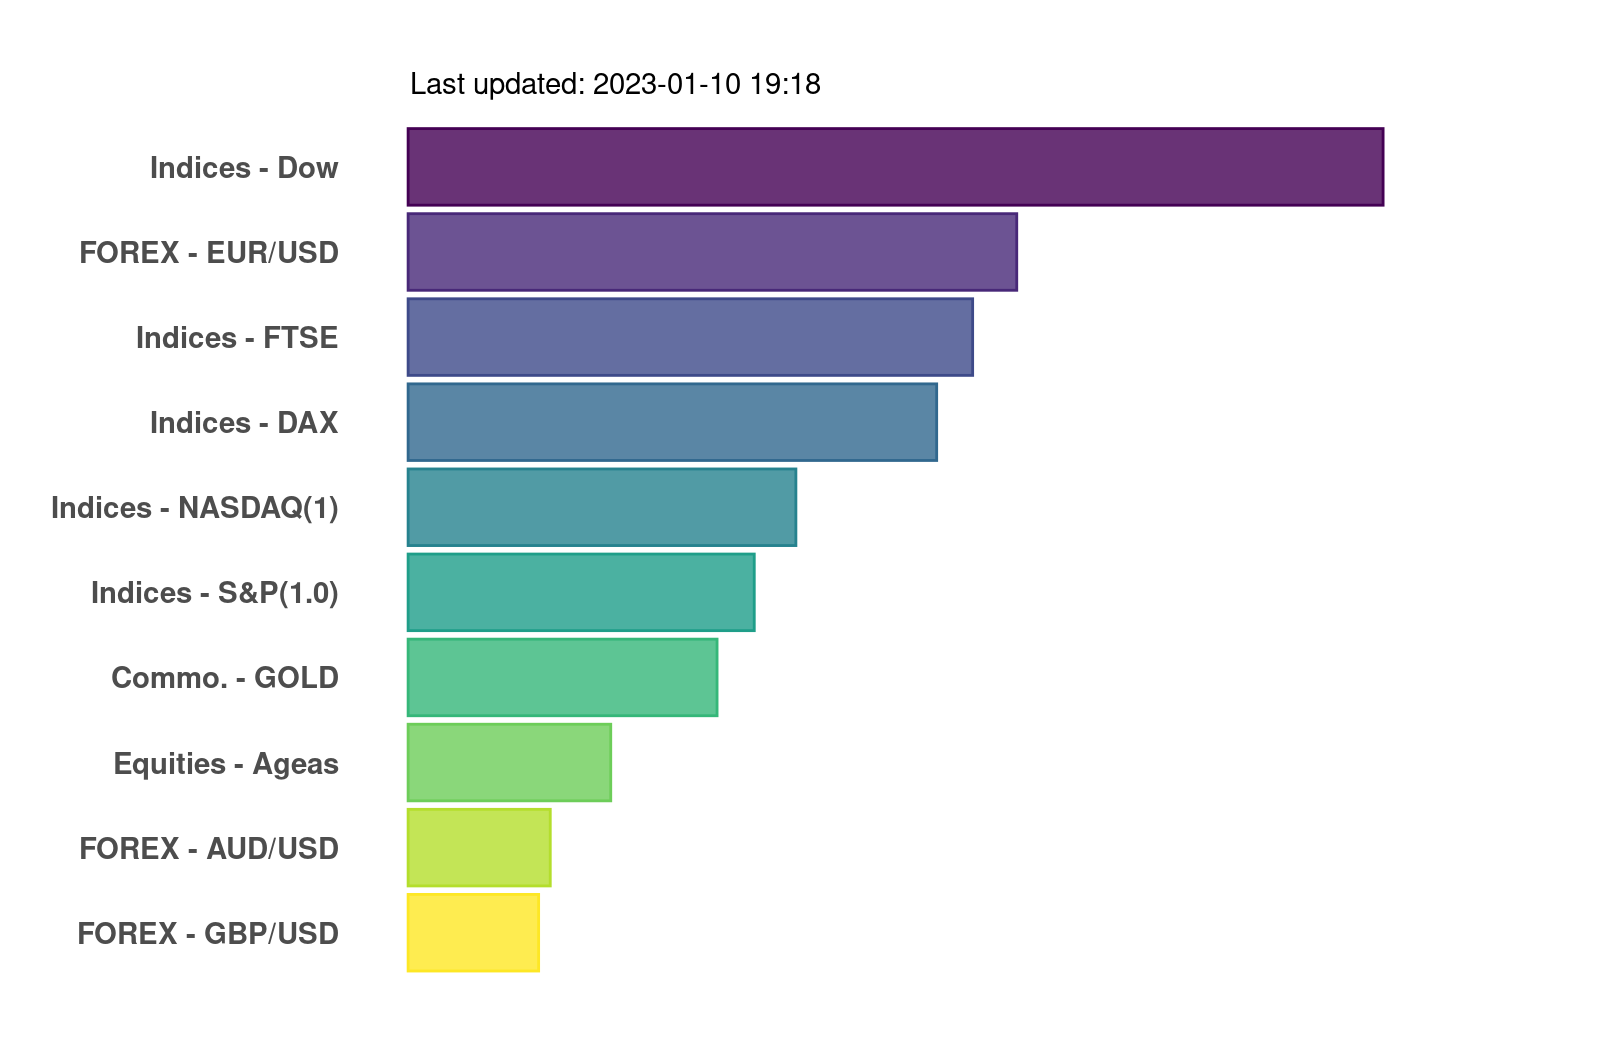 Last updated: 2023-01-10 19:18
Indices - Dow
FOREX - EUR/USD
Indices - FTSE
Indices - DAX
Indices - NASDAQ(1)
Indices - S&P(1.0)
Commo. - GOLD
Equities - Ageas
FOREX - AUD/USD
FOREX - GBP/USD